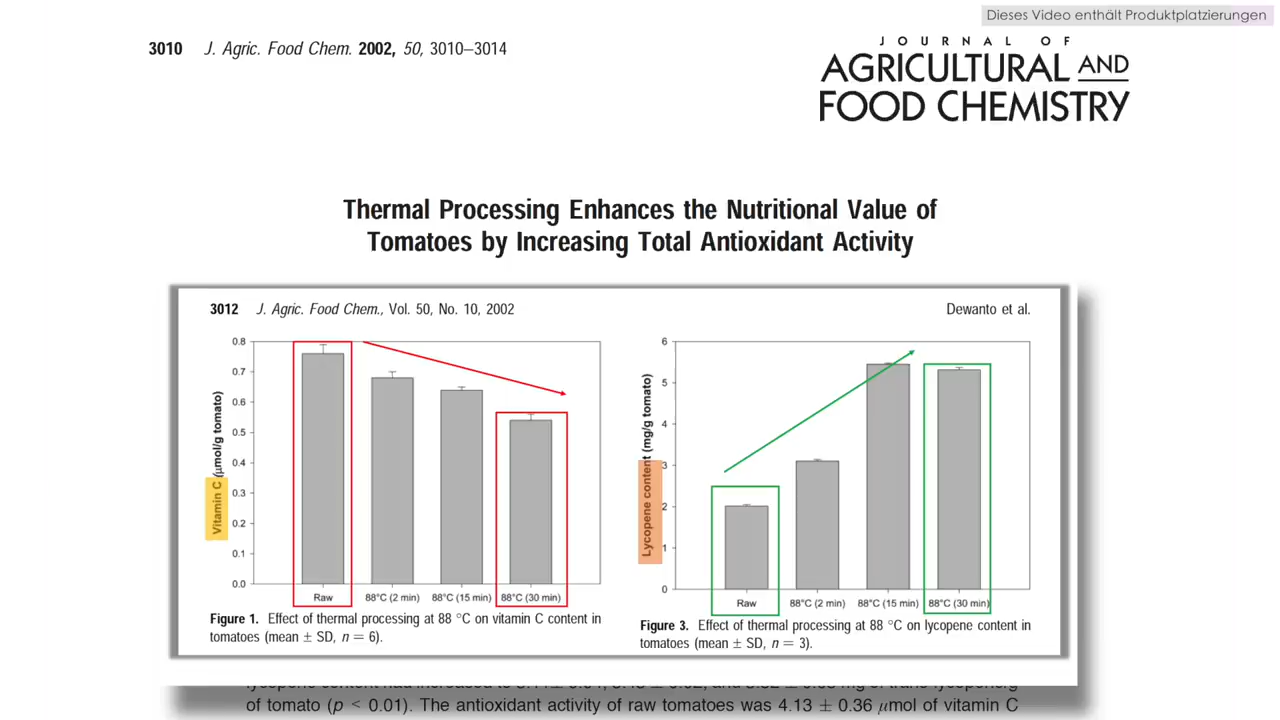 Dieses Video enthält Produktplatzierungen
3010 J. Agric. Food Chem. 2002, 50, 3010–3014
JOURNAL OF
AGRICULTURAL AND
FOOD CHEMISTRY
Thermal Processing Enhances the Nutritional Value of
Tomatoes by Increasing Total Antioxidant Activity
3012 J. Agric. Food Chem., Vol. 50, No. 10, 2002
Dewanto et al.
Vitamin C (μmol/g tomato)
0.8
0.7
0.6
0.5
0.4
0.3
0.2
0.1
0.0
Raw 88°C (2 min) 88°C (15 min) 88°C (30 min)
Figure 1. Effect of thermal processing at 88 °C on vitamin C content in
tomatoes (mean ± SD, n = 6).
Lycopene content (mg/g tomato)
6
5
4
3
2
1
0
Raw 88°C (2 min) 88°C (15 min) 88°C (30 min)
Figure 3. Effect of thermal processing at 88 °C on lycopene content in
tomatoes (mean ± SD, n = 3).
of tomato (p < 0.01). The antioxidant activity of raw tomatoes was 4.13 ± 0.36 μmol of vitamin C